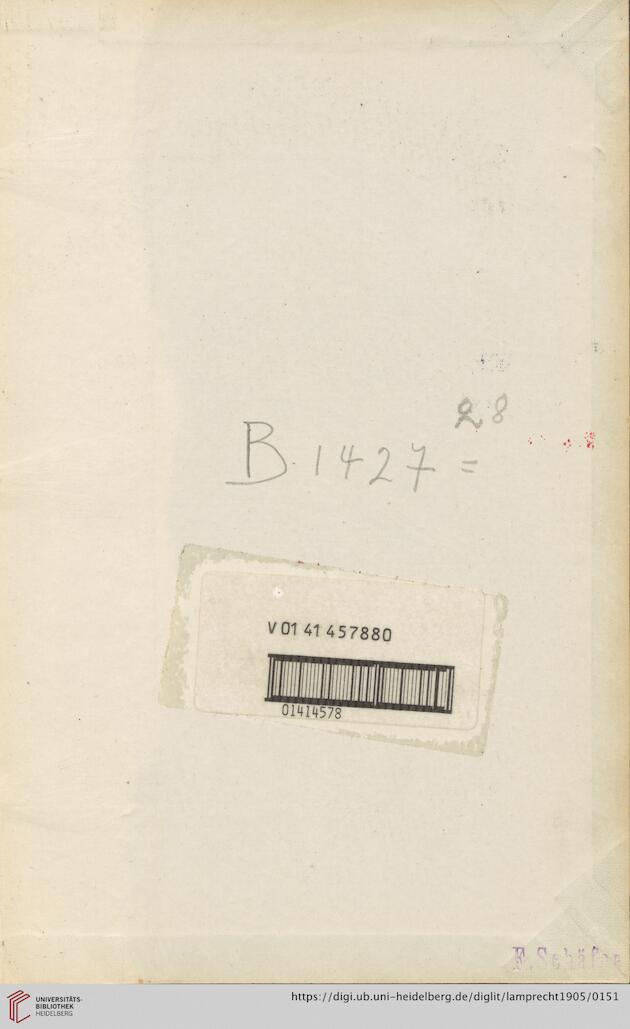 28
B. 1427 =
V01 41 457880
01414578
UNIVERSITÄTS-
BIBLIOTHEK
HEIDELBERG
https://digi.ub.uni-heidelberg.de/diglit/lamprecht1905/0151